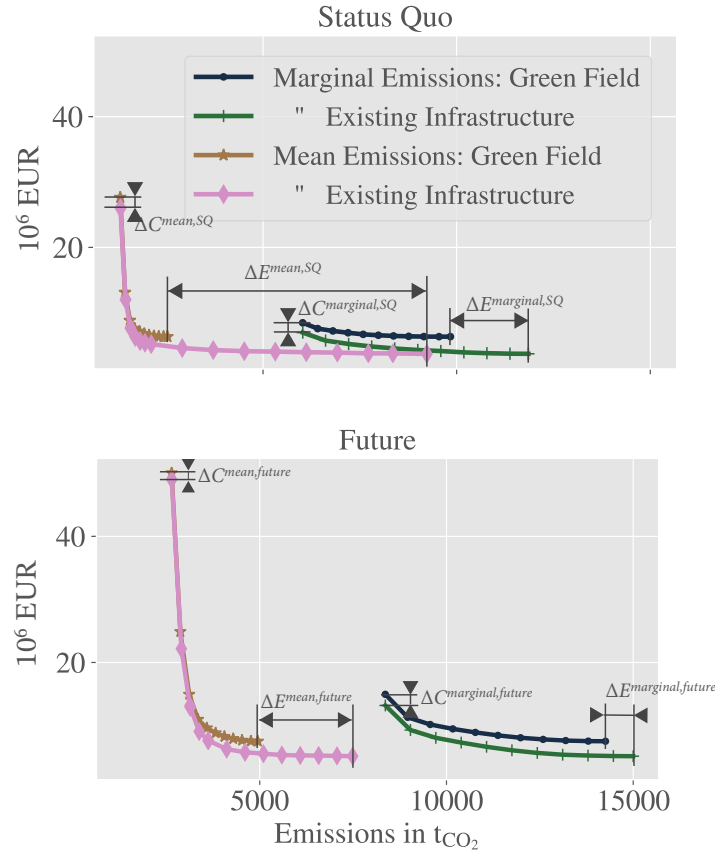 Status Quo
Marginal Emissions: Green Field
" Existing Infrastructure
Mean Emissions: Green Field
" Existing Infrastructure
40
20
10⁶ EUR
ΔC^{mean,SQ}
ΔE^{mean,SQ}
ΔC^{marginal,SQ}
ΔE^{marginal,SQ}
Future
40
20
10⁶ EUR
ΔC^{mean,future}
ΔE^{mean,future}
ΔC^{marginal,future}
ΔE^{marginal,future}
5000 10000 15000
Emissions in t_{CO₂}